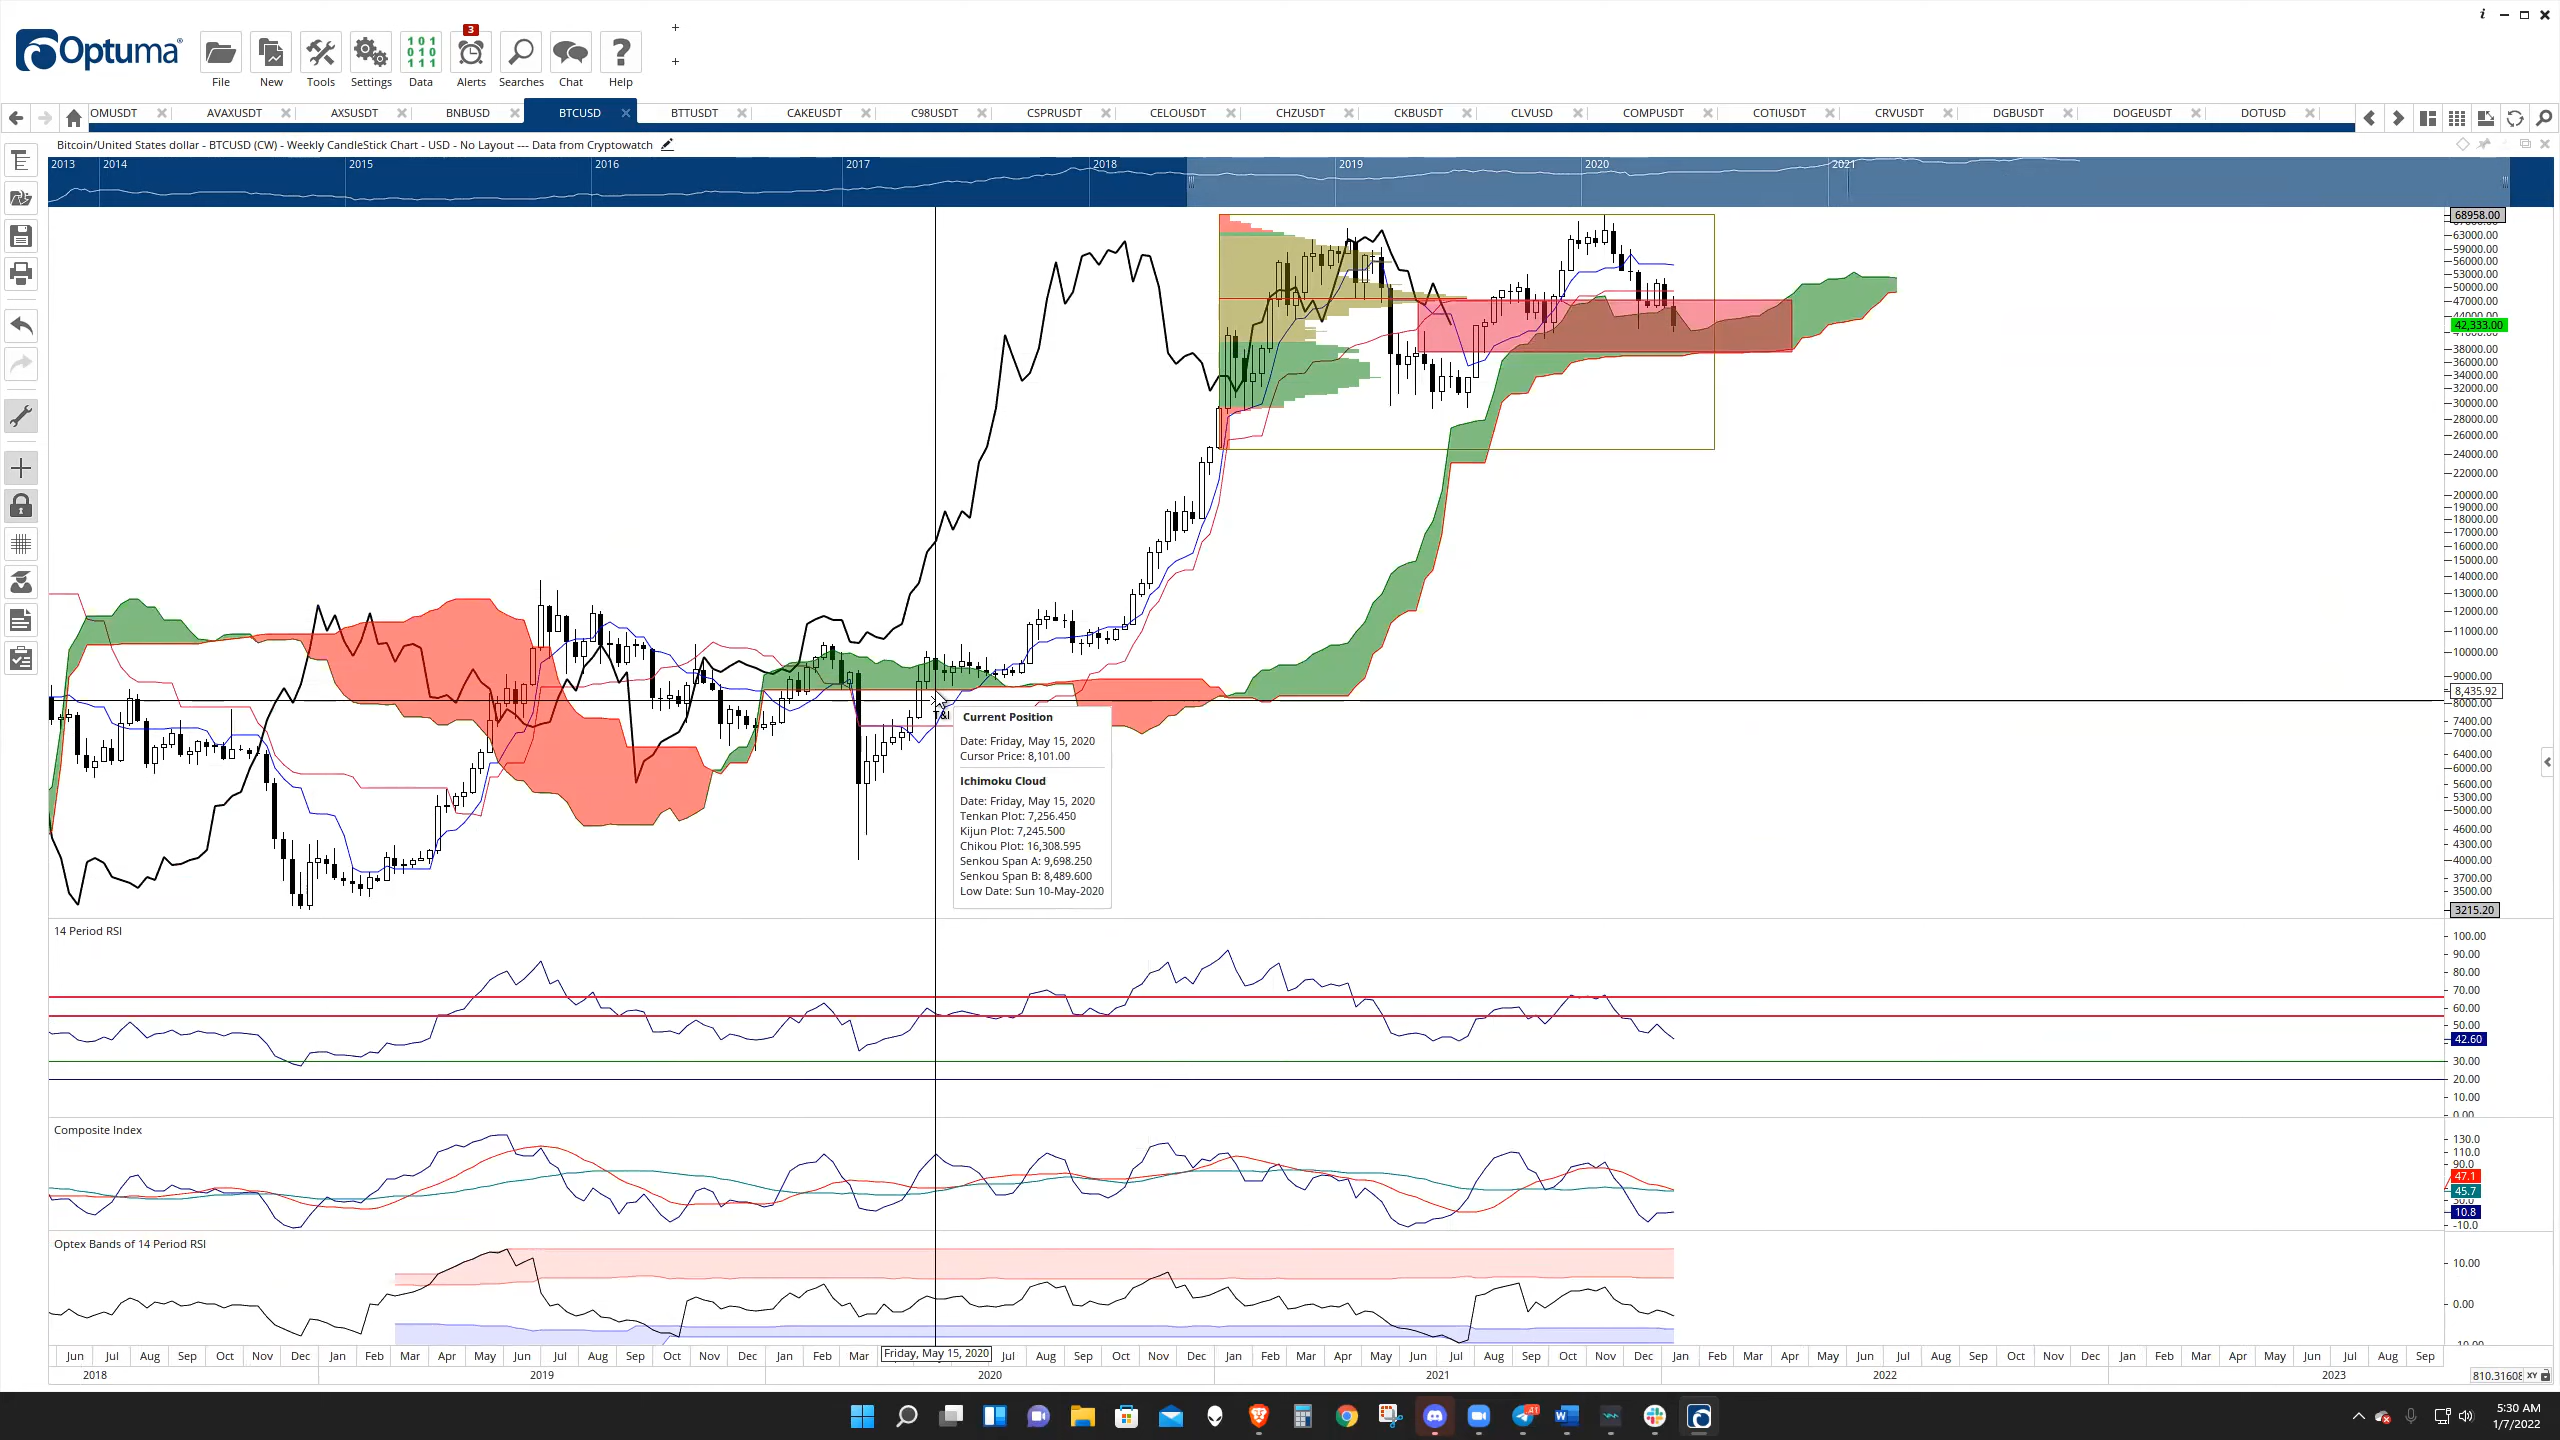 Optuma
File
New
Tools
Settings
101
010
111
Data
3
Alerts
Searches
Chat
Help
OMUSDT
AVAXUSDT
AXSUSDT
BNBUSD
BTCUSD
BTTUSDT
CAKEUSDT
C98USDT
CSPRUSDT
CELOUSDT
CHZUSDT
CKBUSDT
CLVUSD
COMPUSDT
COTIUSDT
CRVUSDT
DGBUSDT
DOGEUSDT
DOTUSD
Bitcoin/United States dollar - BTCUSD (CW) - Weekly CandleStick Chart - USD - No Layout --- Data from Cryptowatch
2013 2014 2015 2016 2017 2018 2019 2020 2021
68958.00
63000.00
59000.00
56000.00
53000.00
50000.00
47000.00
44000.00
42,333.00
38000.00
36000.00
34000.00
32000.00
30000.00
28000.00
26000.00
24000.00
22000.00
20000.00
19000.00
18000.00
17000.00
16000.00
15000.00
14000.00
13000.00
12000.00
11000.00
10000.00
9000.00
8,435.92
8000.00
7400.00
7000.00
6400.00
6000.00
5600.00
5300.00
5000.00
4600.00
4300.00
4000.00
3700.00
3500.00
3215.20
Current Position
Date: Friday, May 15, 2020
Cursor Price: 8,101.00
Ichimoku Cloud
Date: Friday, May 15, 2020
Tenkan Plot: 7,256.450
Kijun Plot: 7,245.500
Chikou Plot: 16,308.595
Senkou Span A: 9,698.250
Senkou Span B: 8,489.600
Low Date: Sun 10-May-2020
14 Period RSI
100.00
90.00
80.00
70.00
60.00
50.00
42.60
30.00
20.00
10.00
0.00
Composite Index
130.0
110.0
90.0
47.1
45.7
10.8
-10.0
Optex Bands of 14 Period RSI
10.00
0.00
Jun Jul Aug Sep Oct Nov Dec Jan Feb Mar Apr May Jun Jul Aug Sep Oct Nov Dec Jan Feb Mar Friday, May 15, 2020 Jul Aug Sep Oct Nov Dec Jan Feb Mar Apr May Jun Jul Aug Sep Oct Nov Dec Jan Feb Mar Apr May Jun Jul Aug Sep Oct Nov Dec Jan Feb Mar Apr May Jun Jul Aug Sep
2018 2019 2020 2021 2022 2023
XY
41
5:30 AM
1/7/2022